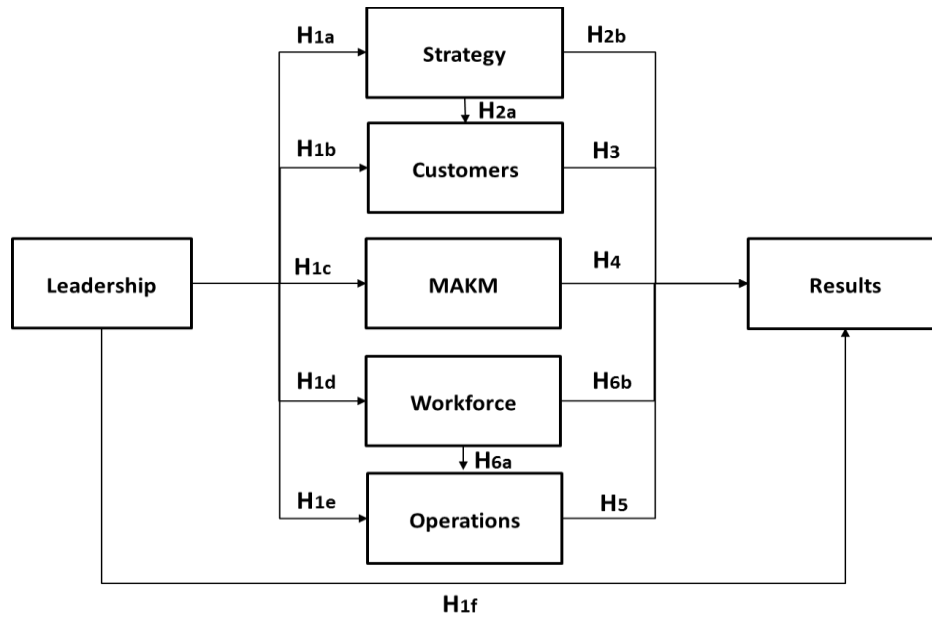 H1a
Strategy
H2b
H2a
H1b
Customers
H3
Leadership
H1c
MAKM
H4
Results
H1d
Workforce
H6b
H6a
H1e
Operations
H5
H1f